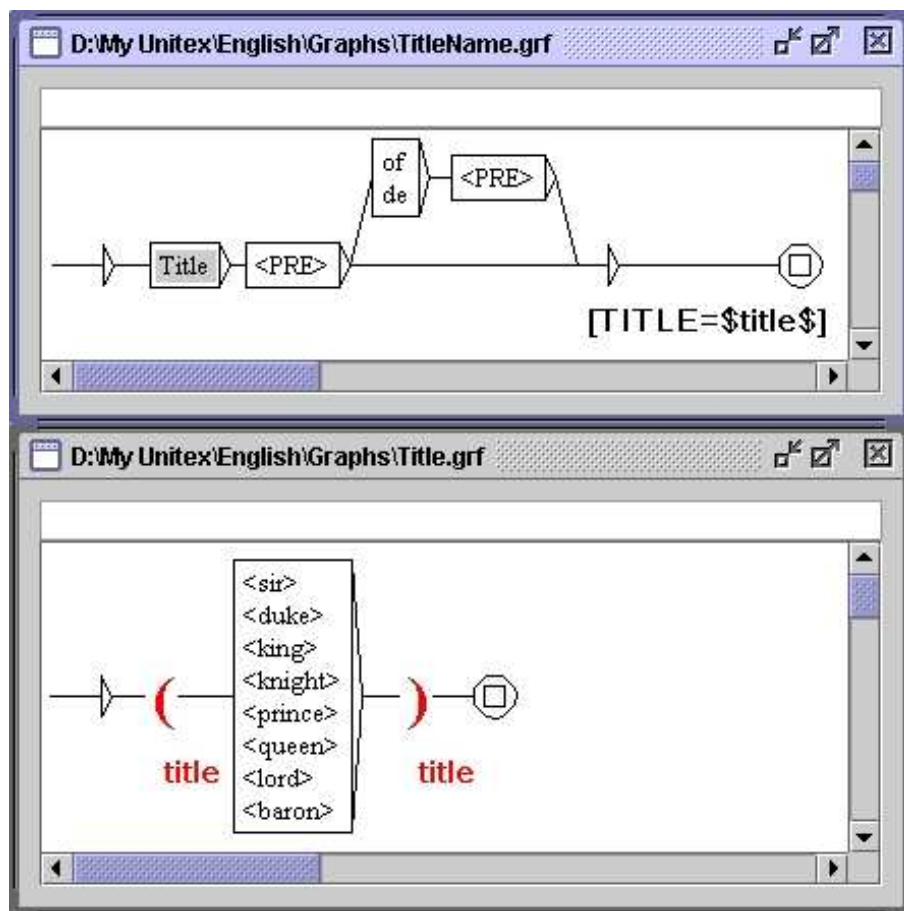 D:\My Unitex\English\Graphs\TitleName.grf
of
de
<PRE>
Title
<PRE>
[TITLE=$title$]
D:\My Unitex\English\Graphs\Title.grf
<sir>
<duke>
<king>
<knight>
<prince>
<queen>
<lord>
<baron>
(
)
title
title